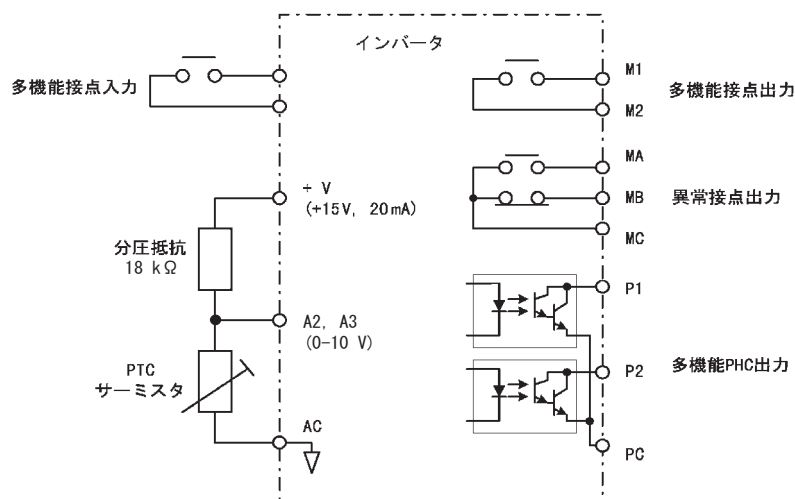 インバータ
多機能接点入力
M1
多機能接点出力
M2
MA
+ V
(+15V, 20mA)
MB
異常接点出力
MC
分圧抵抗
18 kΩ
P1
A2, A3
(0-10 V)
PTC
サーミスタ
P2
多機能PHC出力
AC
PC